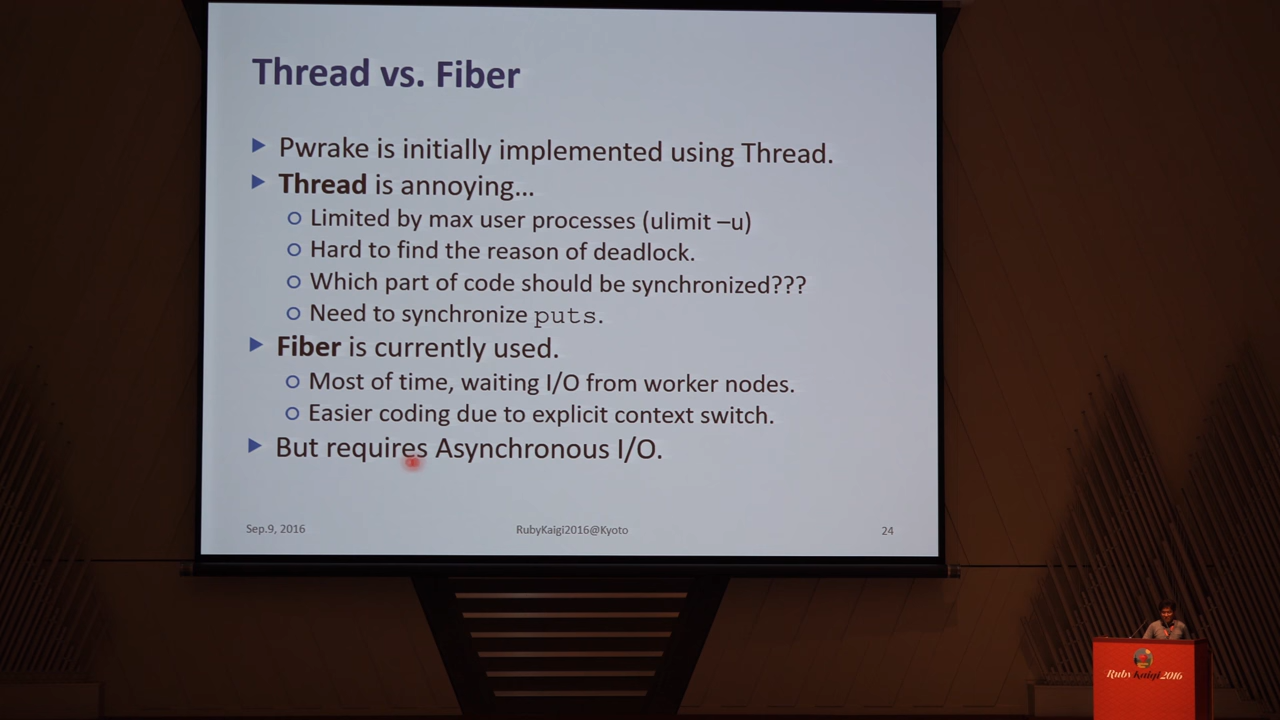 Thread vs. Fiber
Pwrake is initially implemented using Thread.
Thread is annoying…
Limited by max user processes (ulimit –u)
Hard to find the reason of deadlock.
Which part of code should be synchronized???
Need to synchronize puts.
Fiber is currently used.
Most of time, waiting I/O from worker nodes.
Easier coding due to explicit context switch.
But requires Asynchronous I/O.
Sep.9, 2016 RubyKaigi2016@Kyoto 24
RubyKaigi2016